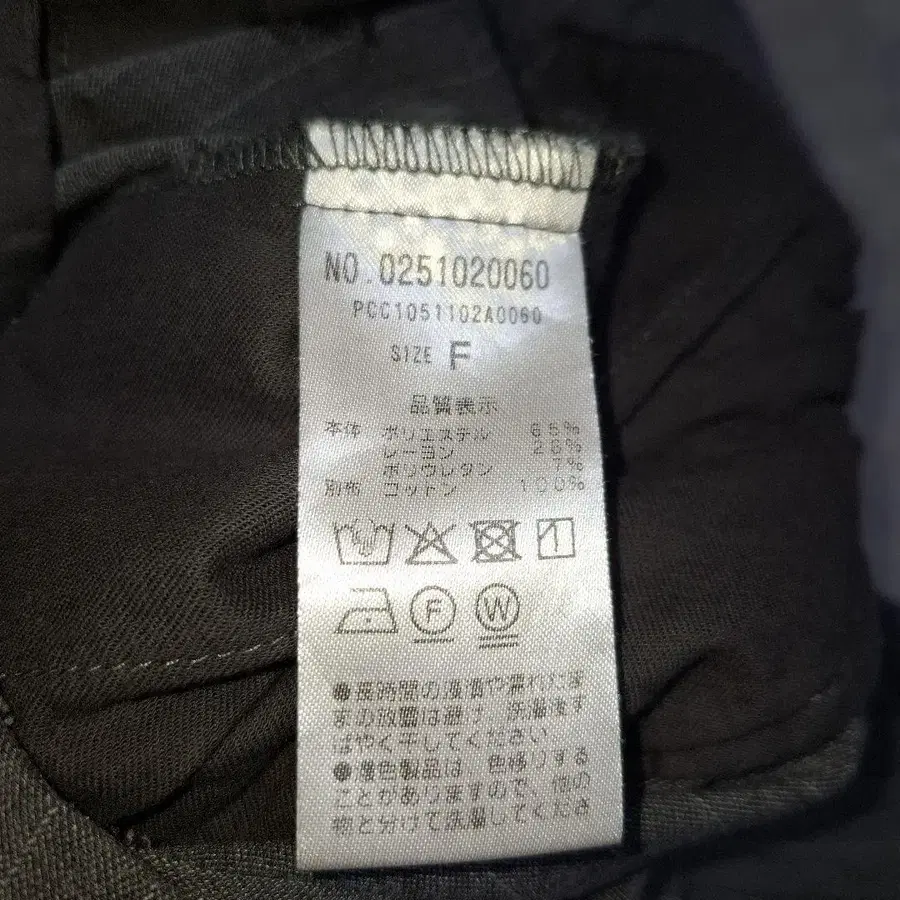 NO.0251020060
PCC1051102A0060
SIZE F
品質表示
本体 ポリエステル 65%
レーヨン 28%
ポリウレタン 7%
別布 コットン 100%
F W
●長時間の浸漬や濡れたま
まの放置は避け、洗濯後す
ばやく干してください
●濃色製品は、色移りする
ことがありますので、他の
物と分けて洗濯してくださ